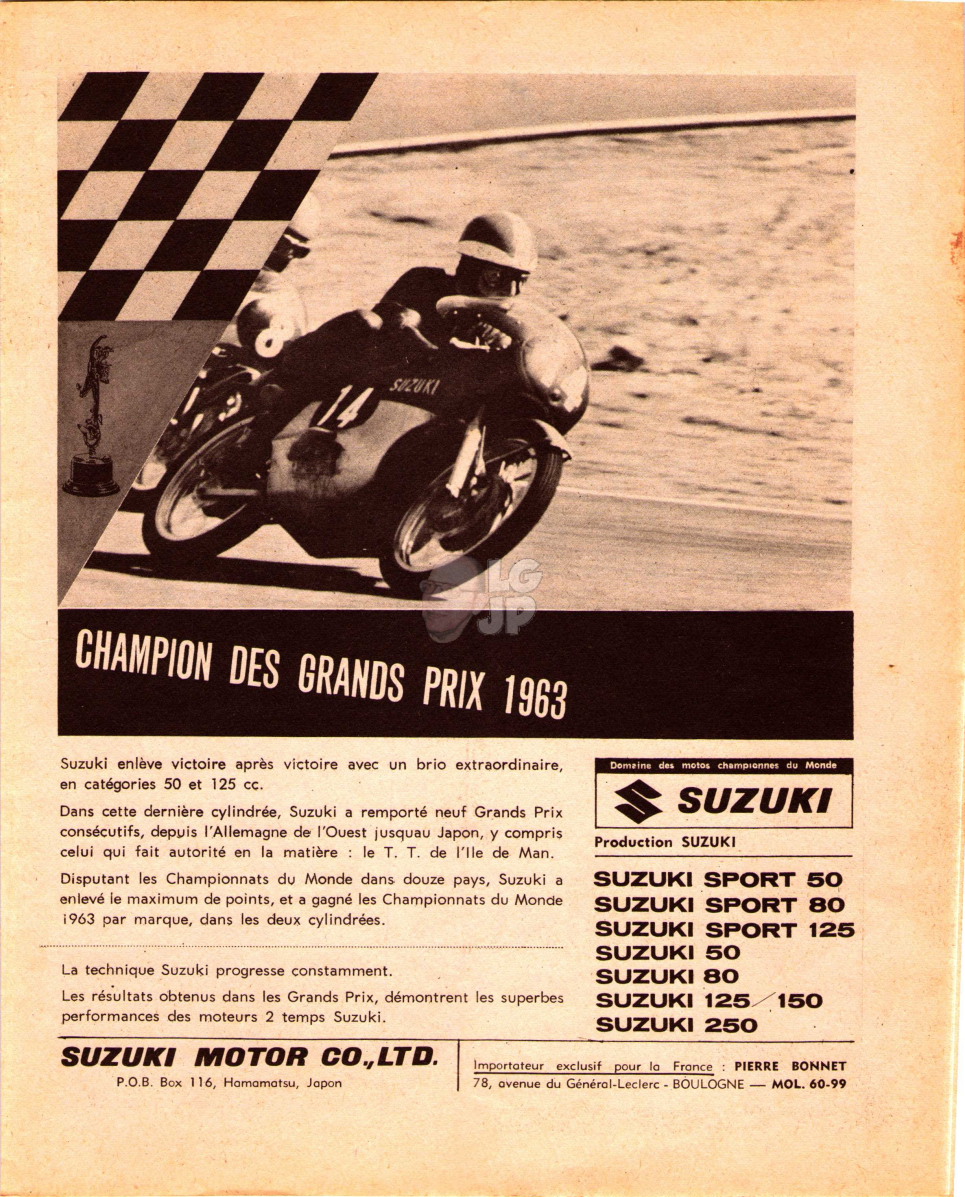 8
SUZUKI
14
LG
JP
CHAMPION DES GRANDS PRIX 1963
Suzuki enlève victoire après victoire avec un brio extraordinaire,
en catégories 50 et 125 cc.
Dans cette dernière cylindrée, Suzuki a remporté neuf Grands Prix
consécutifs, depuis l'Allemagne de l'Ouest jusquau Japon, y compris
celui qui fait autorité en la matière : le T. T. de l'Ile de Man.
Disputant les Championnats du Monde dans douze pays, Suzuki a
enlevé le maximum de points, et a gagné les Championnats du Monde
1963 par marque, dans les deux cylindrées.
La technique Suzuki progresse constamment.
Les résultats obtenus dans les Grands Prix, démontrent les superbes
performances des moteurs 2 temps Suzuki.
Domaine des motos championnes du Monde
SUZUKI
Production SUZUKI
SUZUKI SPORT 50
SUZUKI SPORT 80
SUZUKI SPORT 125
SUZUKI 50
SUZUKI 80
SUZUKI 125/150
SUZUKI 250
SUZUKI MOTOR CO.,LTD.
P.O.B. Box 116, Hamamatsu, Japon
Importateur exclusif pour la France : PIERRE BONNET
78, avenue du Général-Leclerc - BOULOGNE — MOL. 60-99